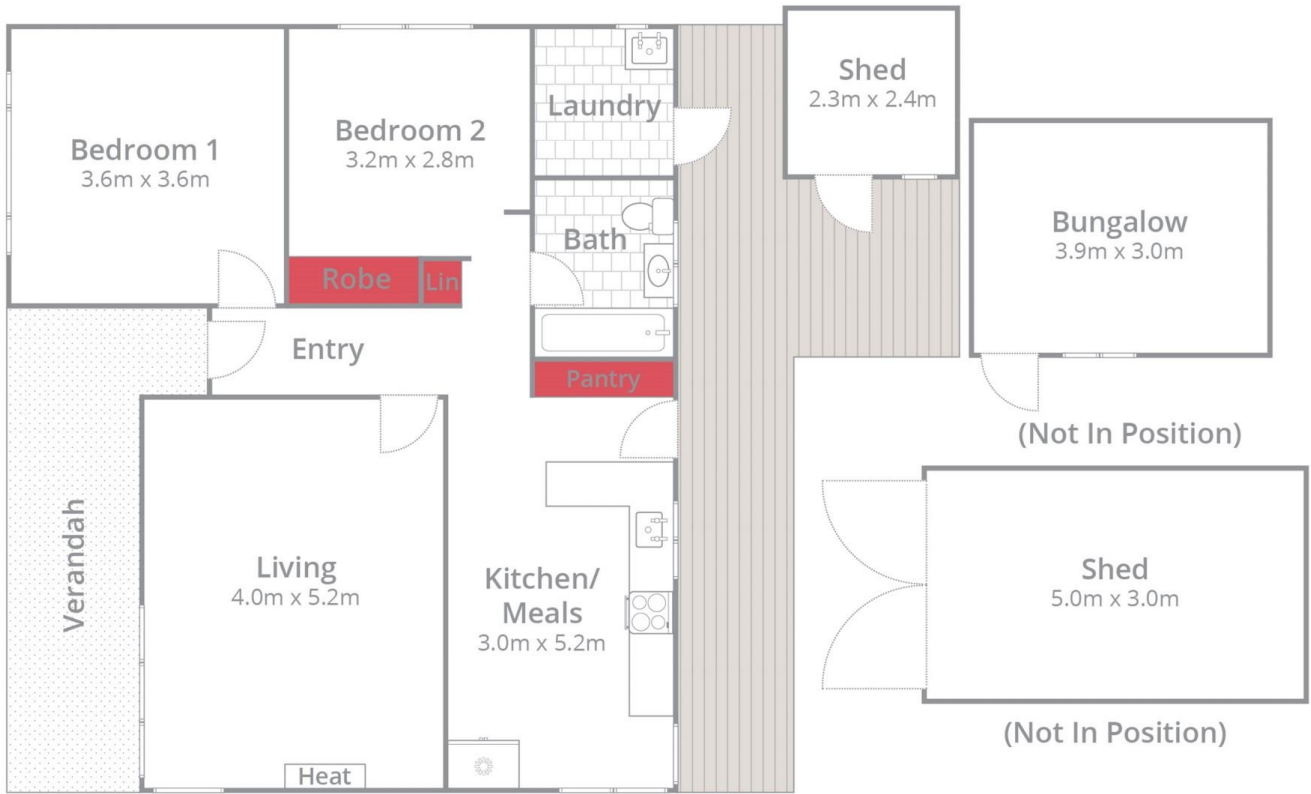 Shed
2.3m x 2.4m
Laundry
Bedroom 2
3.2m x 2.8m
Bedroom 1
3.6m x 3.6m
Bungalow
3.9m x 3.0m
Bath
Robe
Lin
Entry
Pantry
(Not In Position)
Verandah
Living
4.0m x 5.2m
Kitchen/
Meals
3.0m x 5.2m
Shed
5.0m x 3.0m
(Not In Position)
Heat